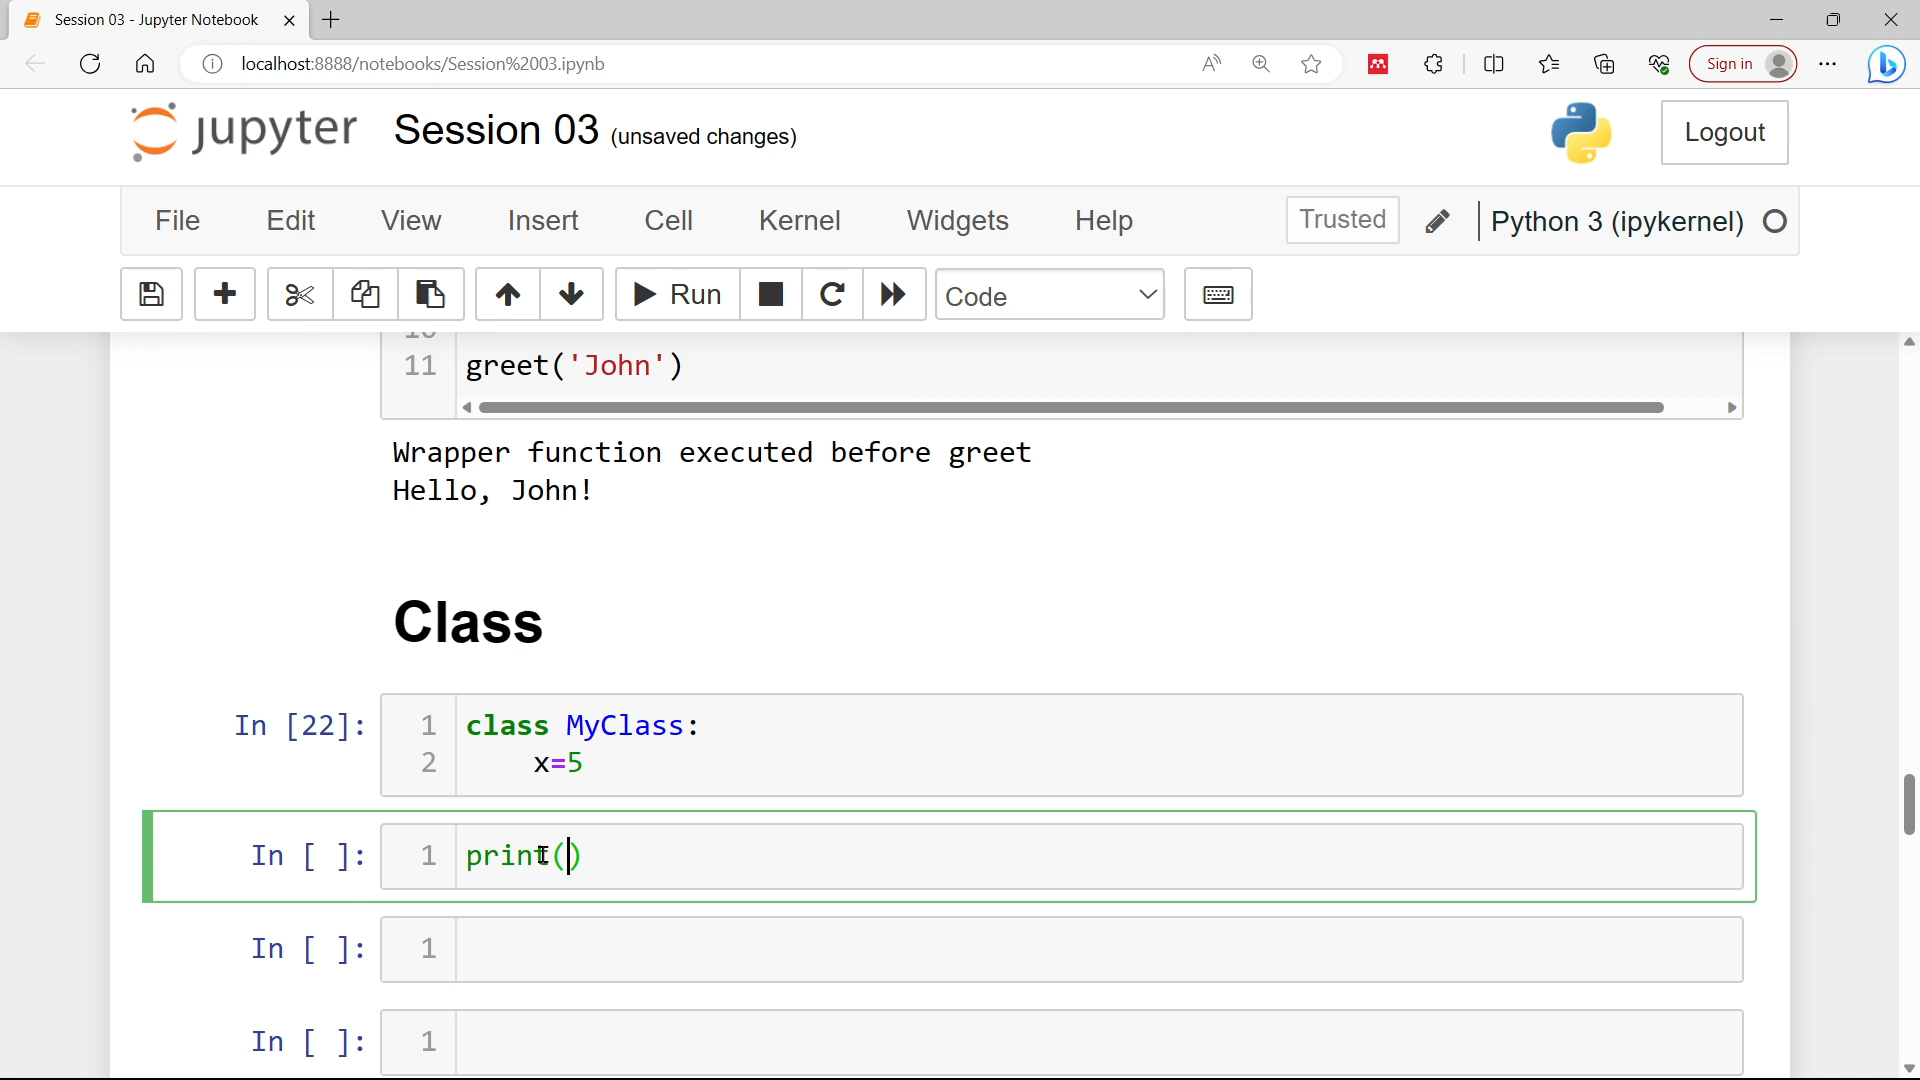 Session 03 - Jupyter Notebook
localhost:8888/notebooks/Session%2003.ipynb
Sign in
jupyter Session 03 (unsaved changes)
Logout
File Edit View Insert Cell Kernel Widgets Help
Trusted
Python 3 (ipykernel)
Run
Code
10
11 greet('John')
Wrapper function executed before greet
Hello, John!
Class
In [22]: 1 class MyClass:
2 x=5
In [ ]: 1 print()
In [ ]: 1
In [ ]: 1